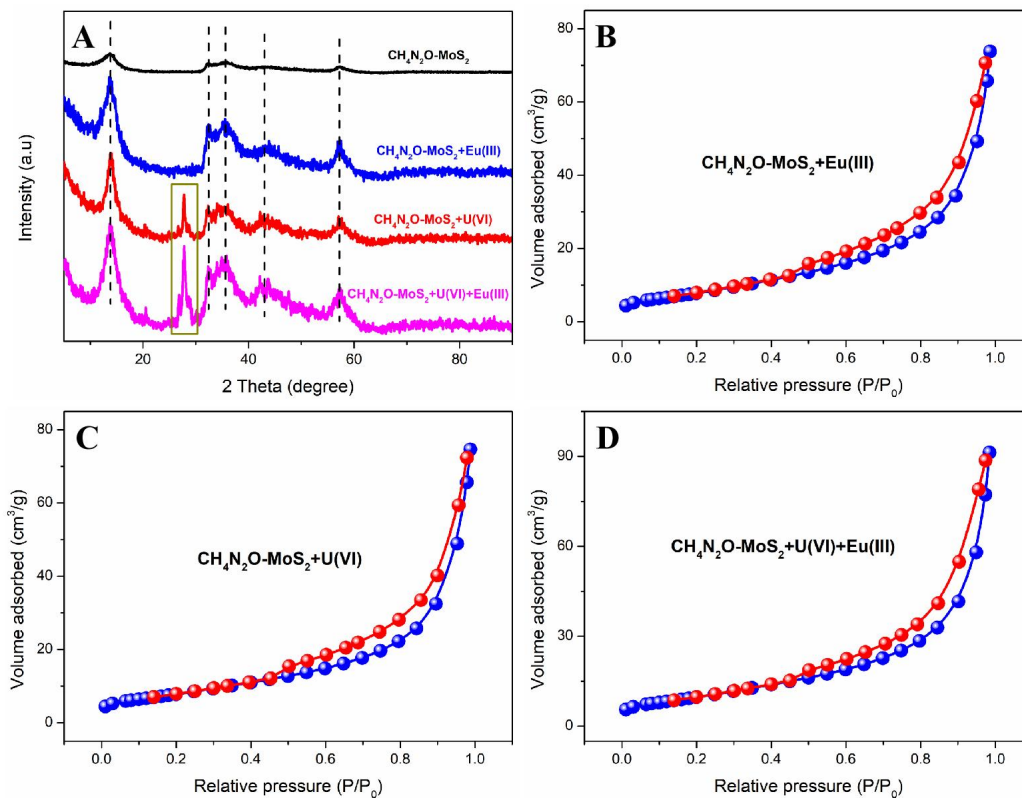 A
CH₄N₂O-MoS₂
CH₄N₂O-MoS₂+Eu(III)
CH₄N₂O-MoS₂+U(VI)
CH₄N₂O-MoS₂+U(VI)+Eu(III)
Intensity (a.u)
20 40 60 80
2 Theta (degree)
B
CH₄N₂O-MoS₂+Eu(III)
Volume adsorbed (cm³/g)
80
60
40
20
0
0.0 0.2 0.4 0.6 0.8 1.0
Relative pressure (P/P₀)
C
CH₄N₂O-MoS₂+U(VI)
Volume adsorbed (cm³/g)
80
60
40
20
0
0.0 0.2 0.4 0.6 0.8 1.0
Relative pressure (P/P₀)
D
CH₄N₂O-MoS₂+U(VI)+Eu(III)
Volume adsorbed (cm³/g)
90
60
30
0
0.0 0.2 0.4 0.6 0.8 1.0
Relative pressure (P/P₀)